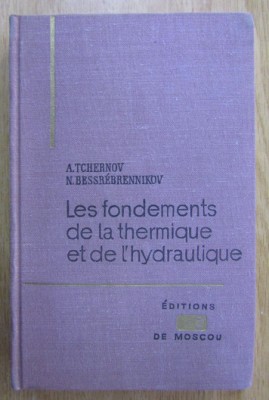 A.TCHERNOV
N.BESSRÉBRENNIKOV
Les fondements
de la thermique
et de l'hydraulique
ÉDITIONS
DE MOSCOU